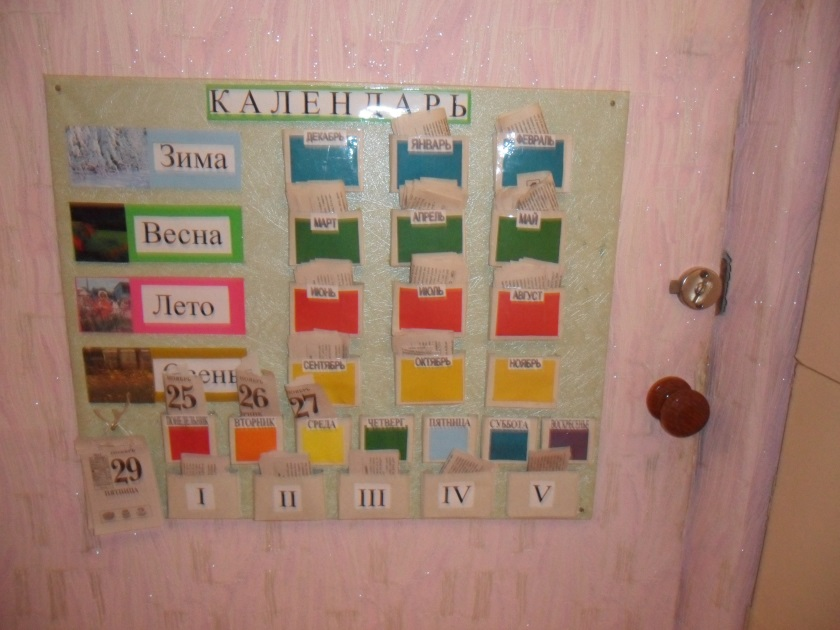 КАЛЕНДАРЬ
Зима
ДЕКАБРЬ
ЯНВАРЬ
ФЕВРАЛЬ
Весна
МАРТ
АПРЕЛЬ
МАЙ
Лето
ИЮНЬ
ИЮЛЬ
АВГУСТ
Осень
СЕНТЯБРЬ
ОКТЯБРЬ
НОЯБРЬ
25
26
27
ПОНЕДЕЛЬНИК
ВТОРНИК
СРЕДА
ЧЕТВЕРГ
ПЯТНИЦА
СУББОТА
29
ПЯТНИЦА
I
II
III
IV
V